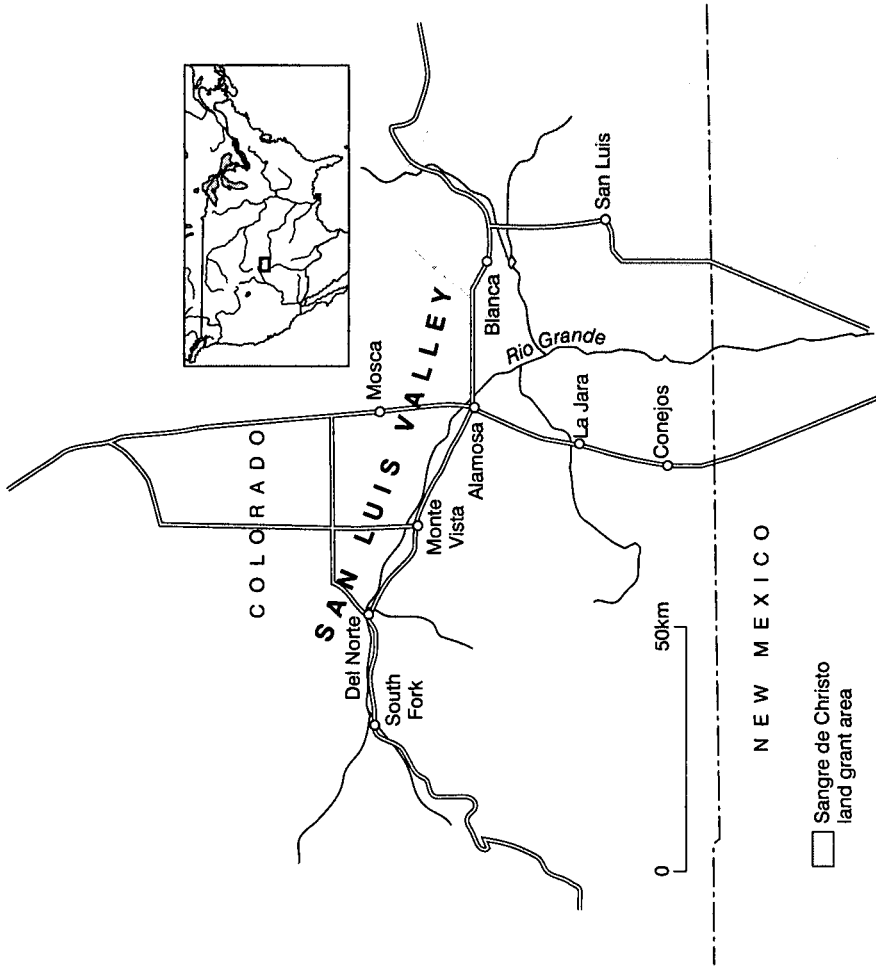 COLORADO
SAN LUIS VALLEY
Mosca
Del Norte
South
Fork
Monte
Vista
Alamosa
Blanca
Rio Grande
San Luis
La Jara
Conejos
0
50km
NEW MEXICO
Sangre de Christo
land grant area